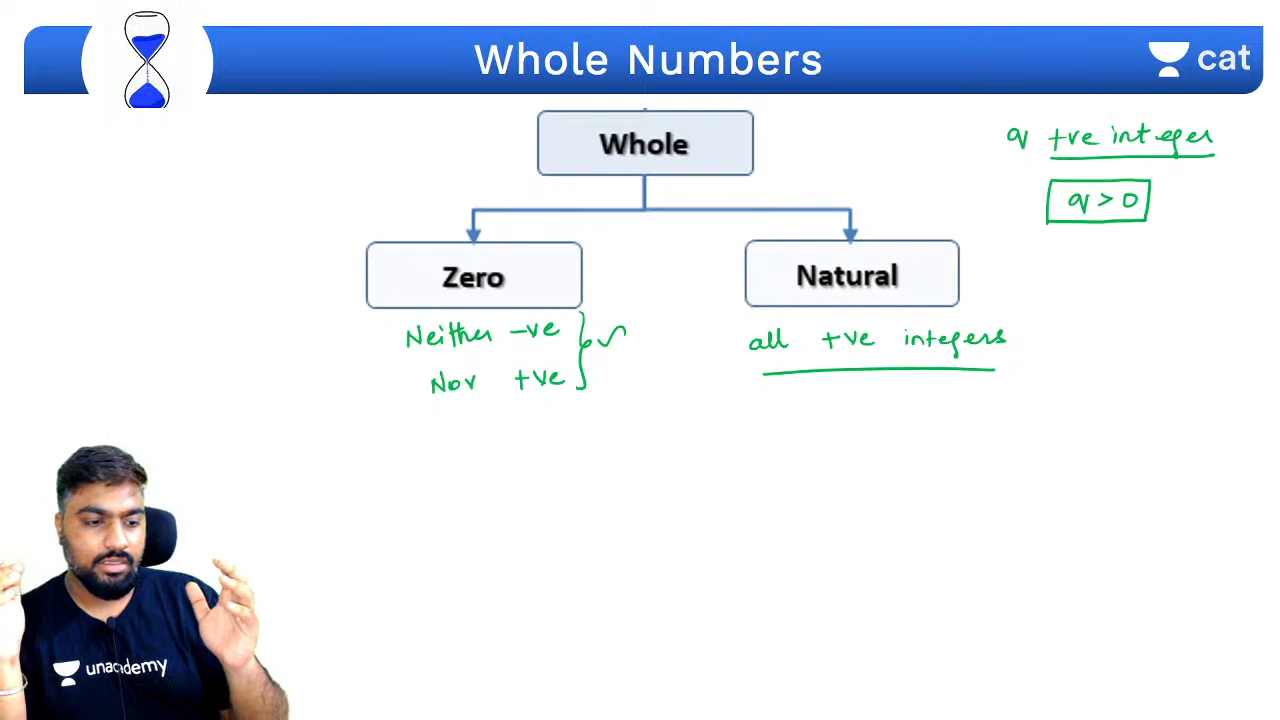 Whole Numbers
cat
Whole
q +ve integer
q > 0
Zero
Natural
Neither -ve
Nor +ve
all +ve integers
unacademy